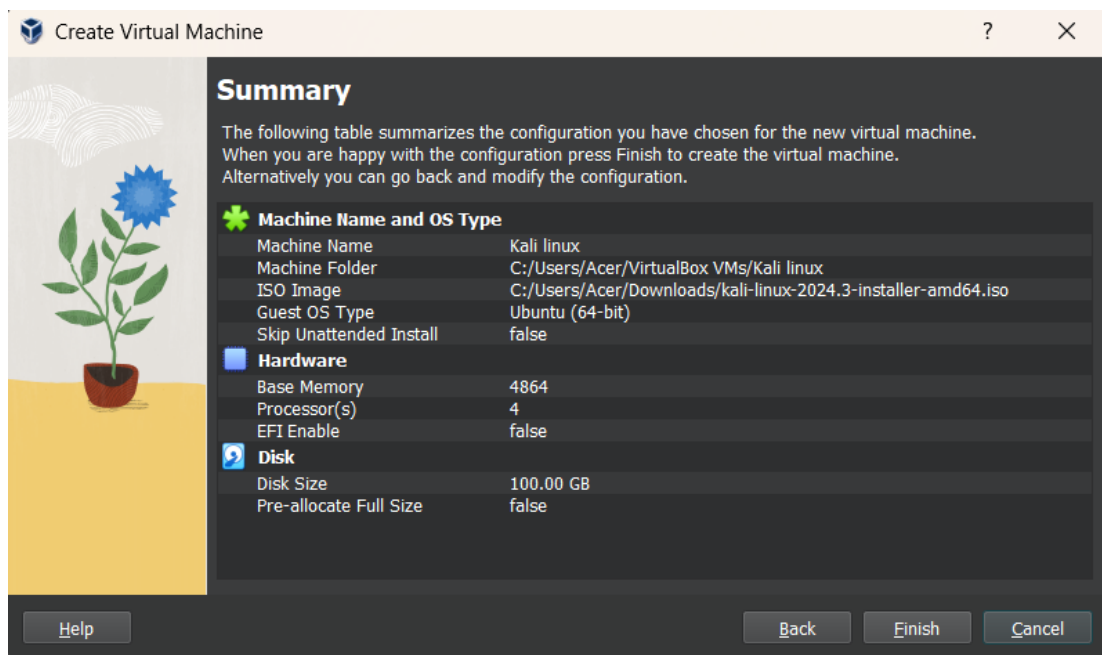 Create Virtual Machine
?
Summary
The following table summarizes the configuration you have chosen for the new virtual machine.
When you are happy with the configuration press Finish to create the virtual machine.
Alternatively you can go back and modify the configuration.
Machine Name and OS Type
Machine Name Kali linux
Machine Folder C:/Users/Acer/VirtualBox VMs/Kali linux
ISO Image C:/Users/Acer/Downloads/kali-linux-2024.3-installer-amd64.iso
Guest OS Type Ubuntu (64-bit)
Skip Unattended Install false
Hardware
Base Memory 4864
Processor(s) 4
EFI Enable false
Disk
Disk Size 100.00 GB
Pre-allocate Full Size false
Help Back Finish Cancel